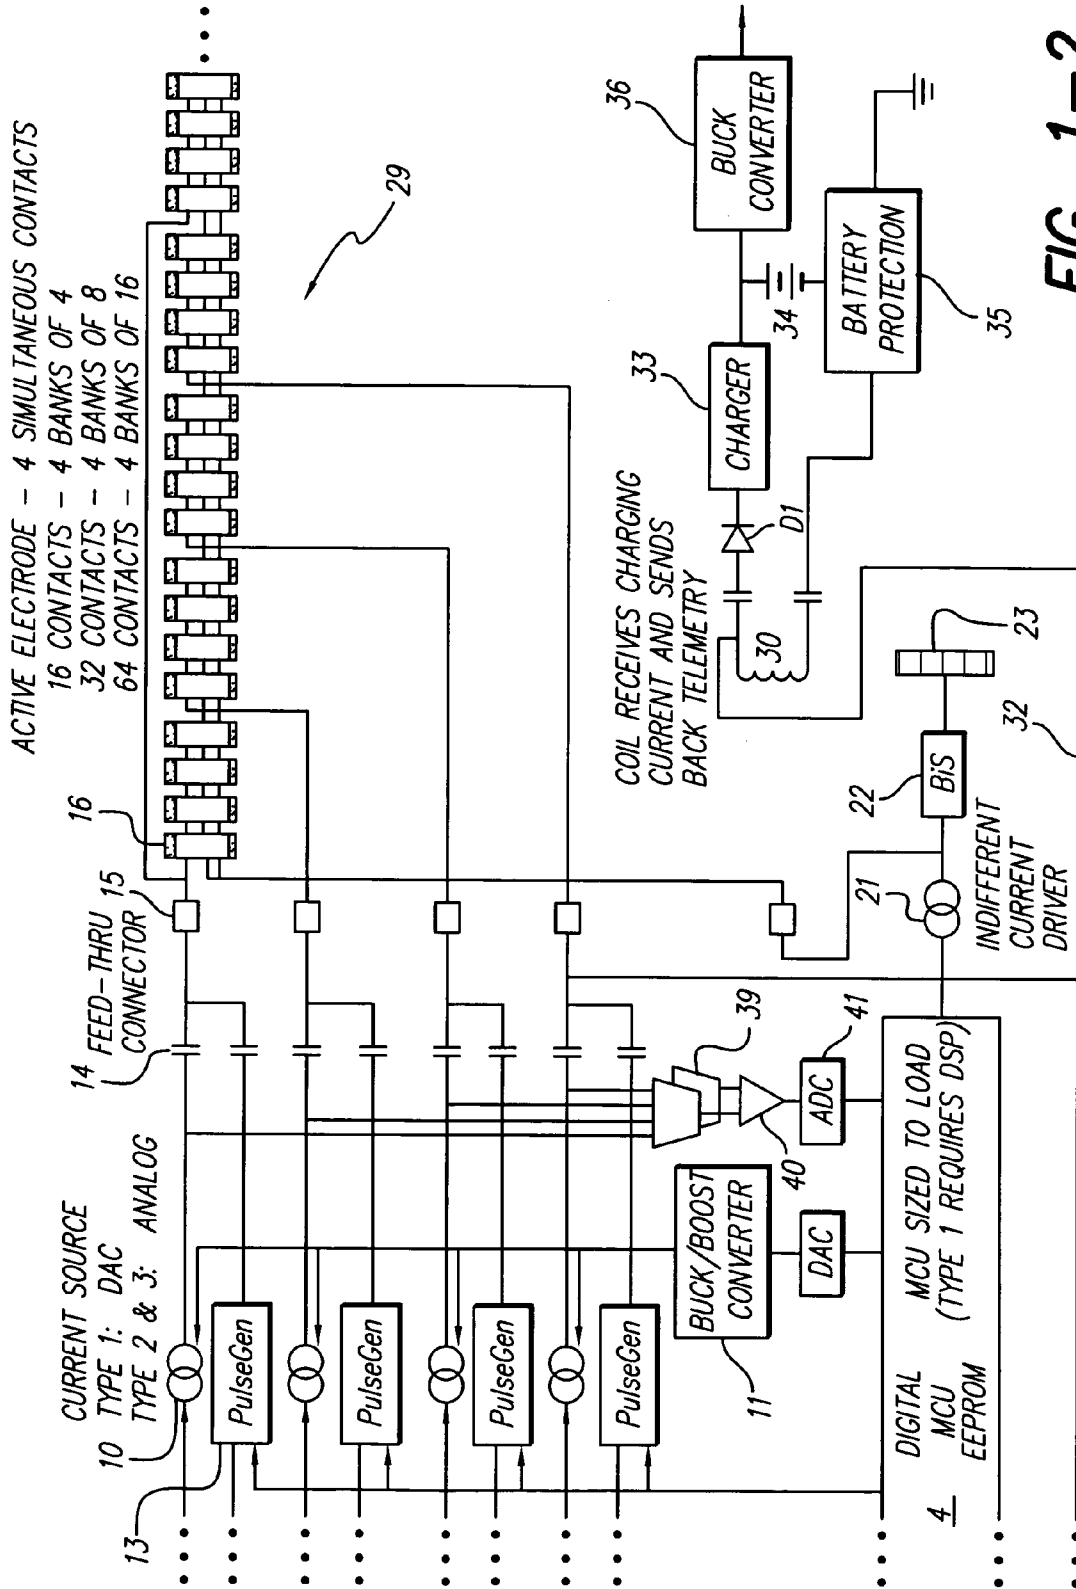 ACTIVE ELECTRODE – 4 SIMULTANEOUS CONTACTS
16 CONTACTS – 4 BANKS OF 4
32 CONTACTS – 4 BANKS OF 8
64 CONTACTS – 4 BANKS OF 16
16
29
14
FEED-THRU
CONNECTOR
15
CURRENT SOURCE
TYPE 1: DAC
TYPE 2 & 3: ANALOG
10
13
PulseGen
PulseGen
PulseGen
PulseGen
BUCK/BOOST
CONVERTER
11
DAC
39
40
ADC
41
DIGITAL
MCU
EEPROM
4
MCU SIZED TO LOAD
(TYPE 1 REQUIRES DSP)
21
INDIFFERENT
CURRENT
DRIVER
22
BiS
23
32
COIL RECEIVES CHARGING
CURRENT AND SENDS
BACK TELEMETRY
30
D1
CHARGER
33
34
BATTERY
PROTECTION
35
BUCK
CONVERTER
36
FIG. 1–2